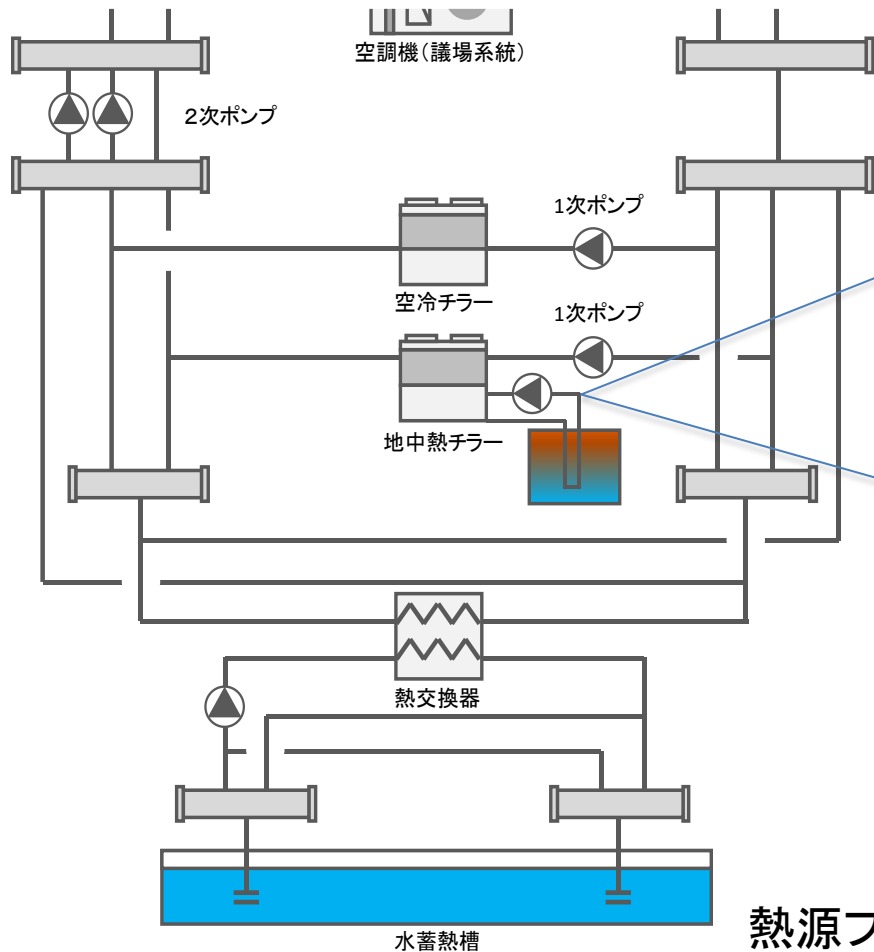 空調機(議場系統)
2次ポンプ
1次ポンプ
空冷チラー
1次ポンプ
地中熱チラー
熱交換器
水蓄熱槽
熱源フ